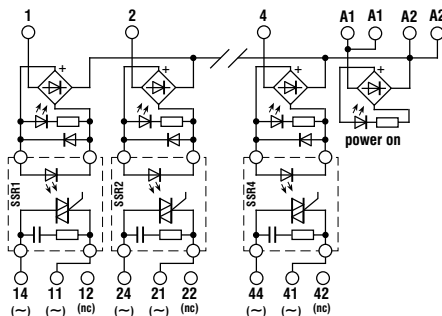 1 2 4 A1 A1 A2 A2
+ + + +
power on
SSR1 SSR2 SSR4
14 11 12 24 21 22 44 41 42
(~) (~) (nc) (~) (~) (nc) (~) (~) (nc)